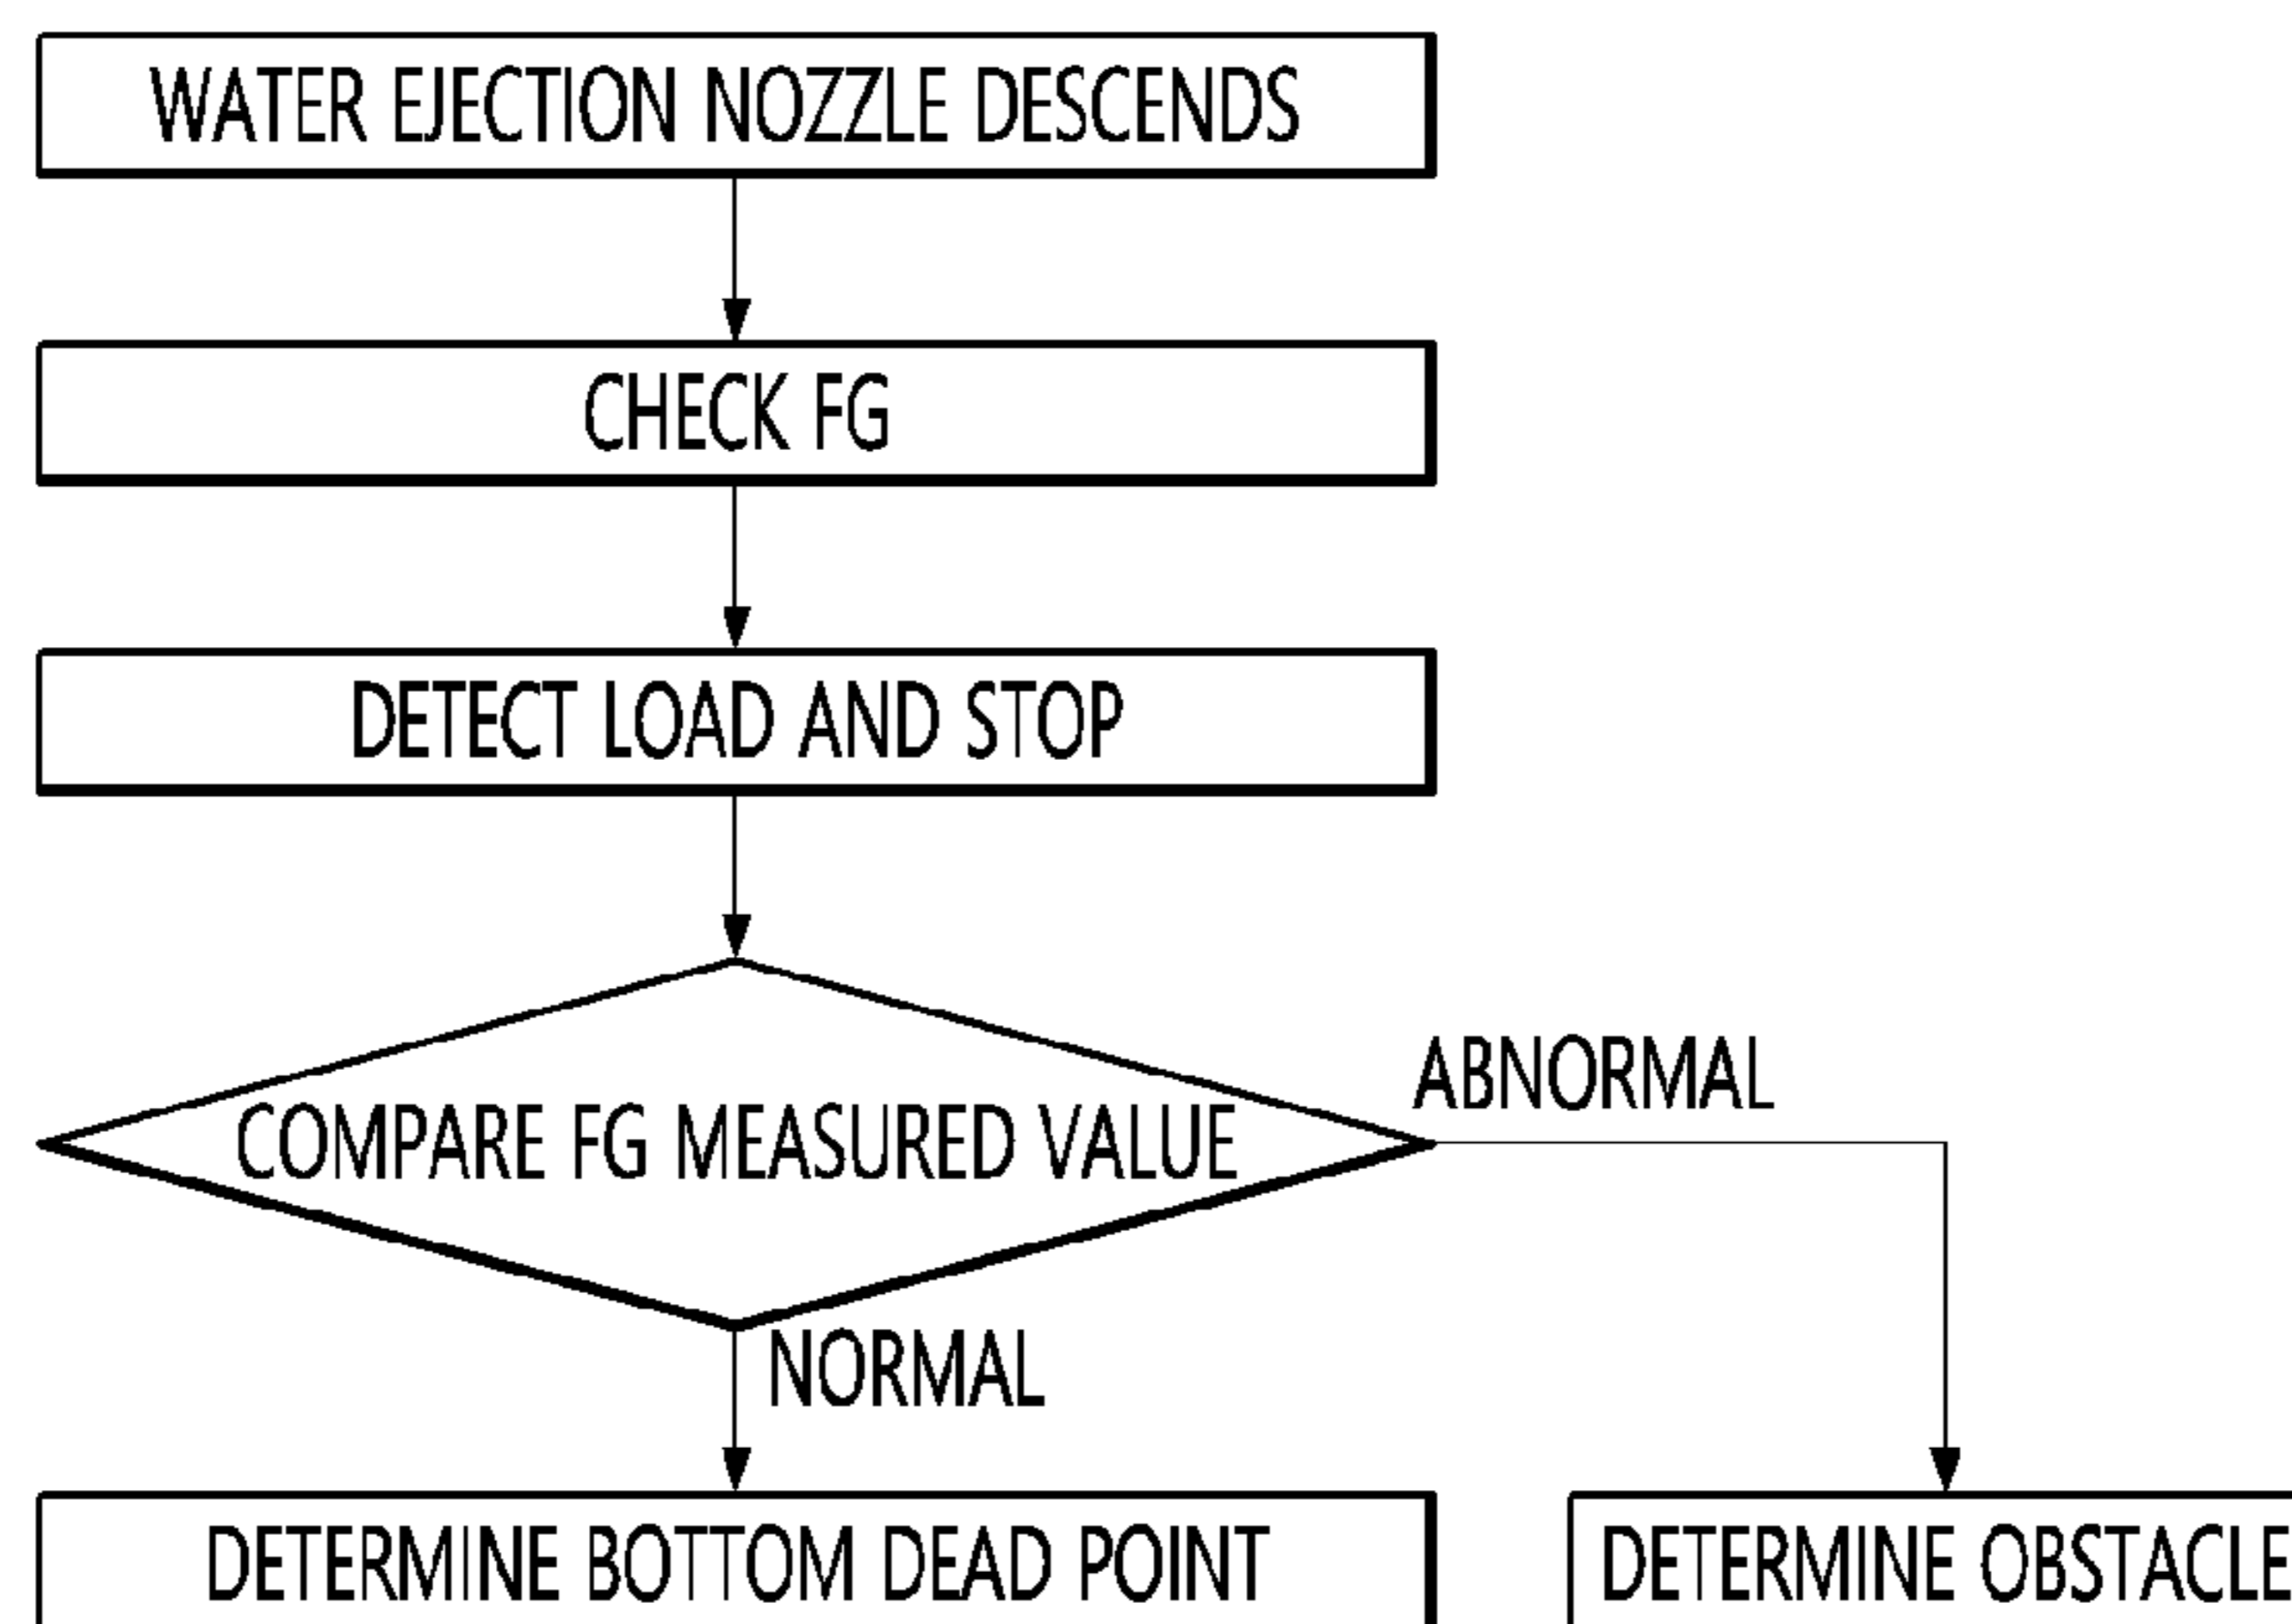 WATER EJECTION NOZZLE DESCENDS
CHECK FG
DETECT LOAD AND STOP
COMPARE FG MEASURED VALUE
ABNORMAL
NORMAL
DETERMINE BOTTOM DEAD POINT
DETERMINE OBSTACLE